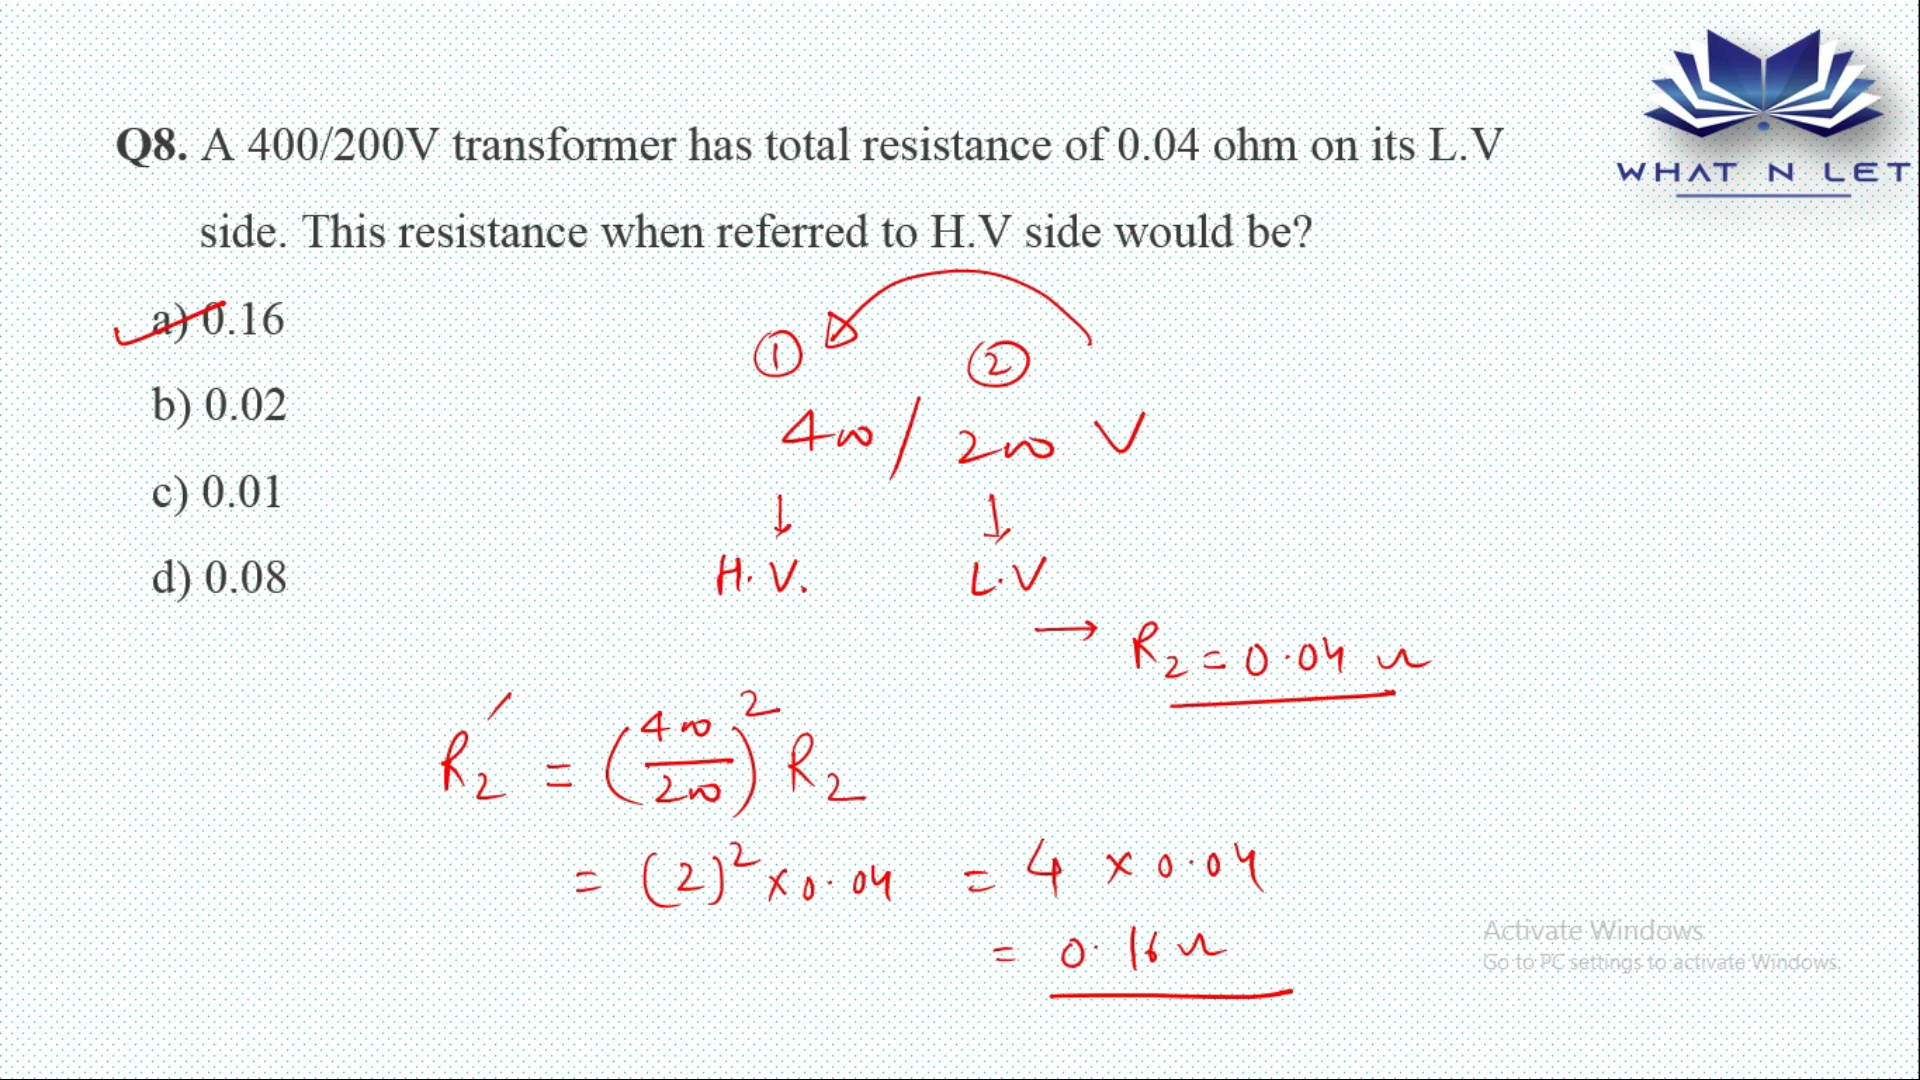 Q8. A 400/200V transformer has total resistance of 0.04 ohm on its L.V
side. This resistance when referred to H.V side would be?
WHAT N LET
a) 0.16
b) 0.02
c) 0.01
d) 0.08
① ②
400 / 200 V
↓ ↓
H.V. L.V
→ R₂ = 0.04 Ω
R₂′ = (400/200)² R₂
= (2)² × 0.04 = 4 × 0.04
= 0.16 Ω
Activate Windows
Go to PC settings to activate Windows.